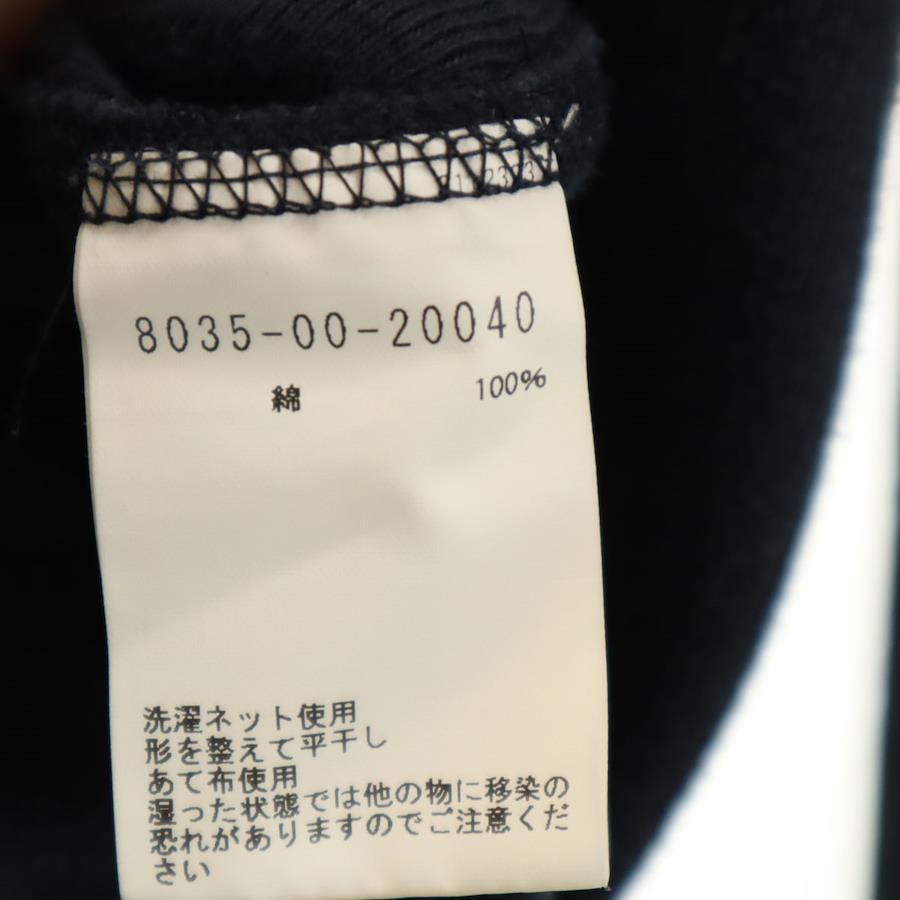 8035-00-20040
綿 100%
洗濯ネット使用
形を整えて平干し
あて布使用
湿った状態では他の物に移染の
恐れがありますのでご注意くだ
さい